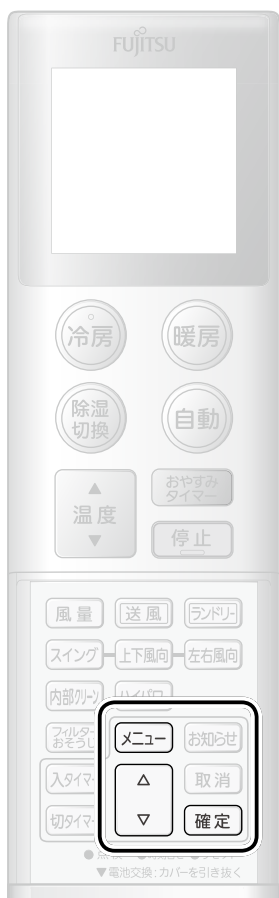 FUJITSU
冷房 暖房
除湿
切換
自動
▲
温度
▼
おやすみ
タイマー
停止
風量 送風 ランドリー
スイング 上下風向 左右風向
内部クリーン ハイパワ
フィルター
おそうじ
メニュー お知らせ
入タイマ △ 取消
切タイマ ▽ 確定
▼電池交換:カバーを引き抜く